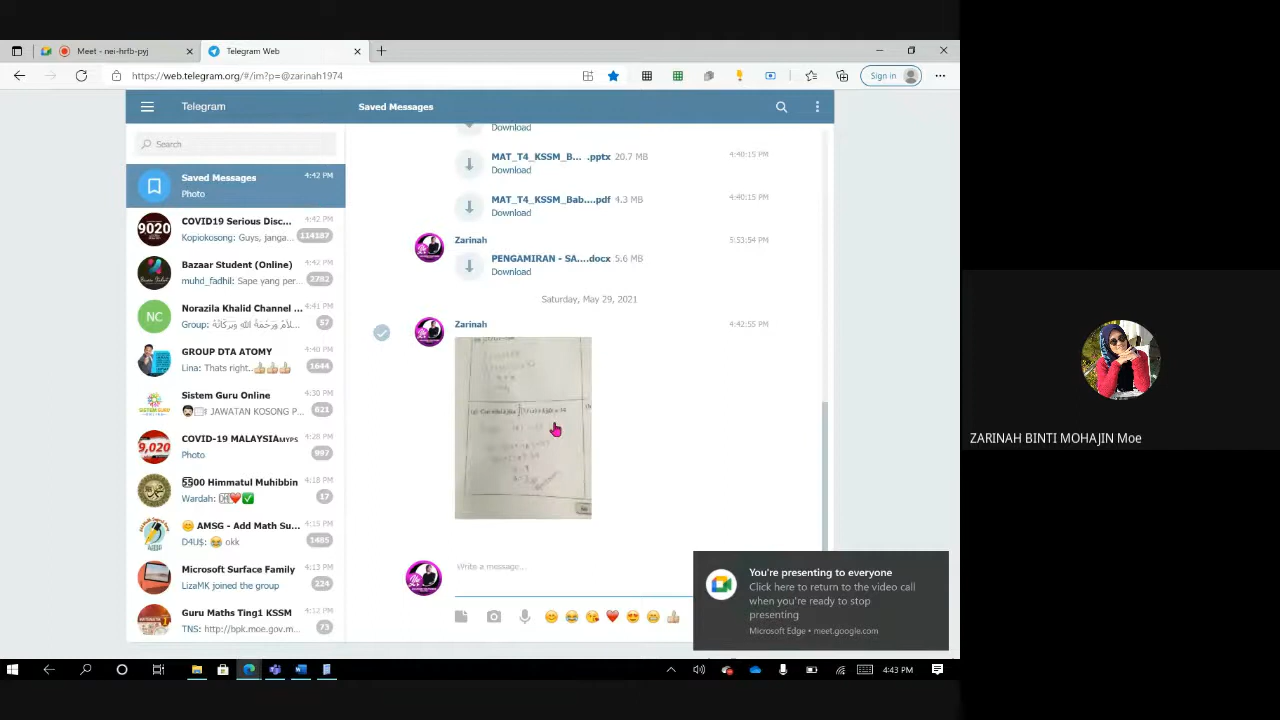 Meet - nei-hrfb-pyj
Telegram Web
https://web.telegram.org/#/im?p=@zarinah1974
Sign in
Telegram
Saved Messages
Search
Saved Messages 4:42 PM
Photo
COVID19 Serious Disc... 4:42 PM
Kopiokosong: Guys, janga... 114187
Bazaar Student (Online) 4:42 PM
muhd_fadhil: Sape yang per... 2782
Norazila Khalid Channel ... 4:41 PM
NC
Group: 57
GROUP DTA ATOMY 4:40 PM
Lina: Thats right..👍👍👍 1644
Sistem Guru Online 4:30 PM
JAWATAN KOSONG P... 821
COVID-19 MALAYSIA 4:28 PM
9,020
Photo 997
5500 Himmatul Muhibbin 4:18 PM
Wardah: 17
😊 AMSG - Add Math Su... 4:15 PM
D4U$: 😂 okk 1485
Microsoft Surface Family 4:13 PM
LizaMK joined the group 224
Guru Maths Ting1 KSSM 4:12 PM
TNS: http://bpk.moe.gov.m... 73
9020
Download
MAT_T4_KSSM_B... .pptx 20.7 MB 4:40:15 PM
Download
MAT_T4_KSSM_Bab....pdf 4.3 MB 4:40:15 PM
Download
Zarinah 5:53:54 PM
PENGAMIRAN - SA....docx 5.6 MB
Download
Saturday, May 29, 2021
Zarinah 4:42:55 PM
Write a message...
You're presenting to everyone
Click here to return to the video call
when you're ready to stop
presenting
Microsoft Edge • meet.google.com
4:43 PM
ZARINAH BINTI MOHAJIN Moe